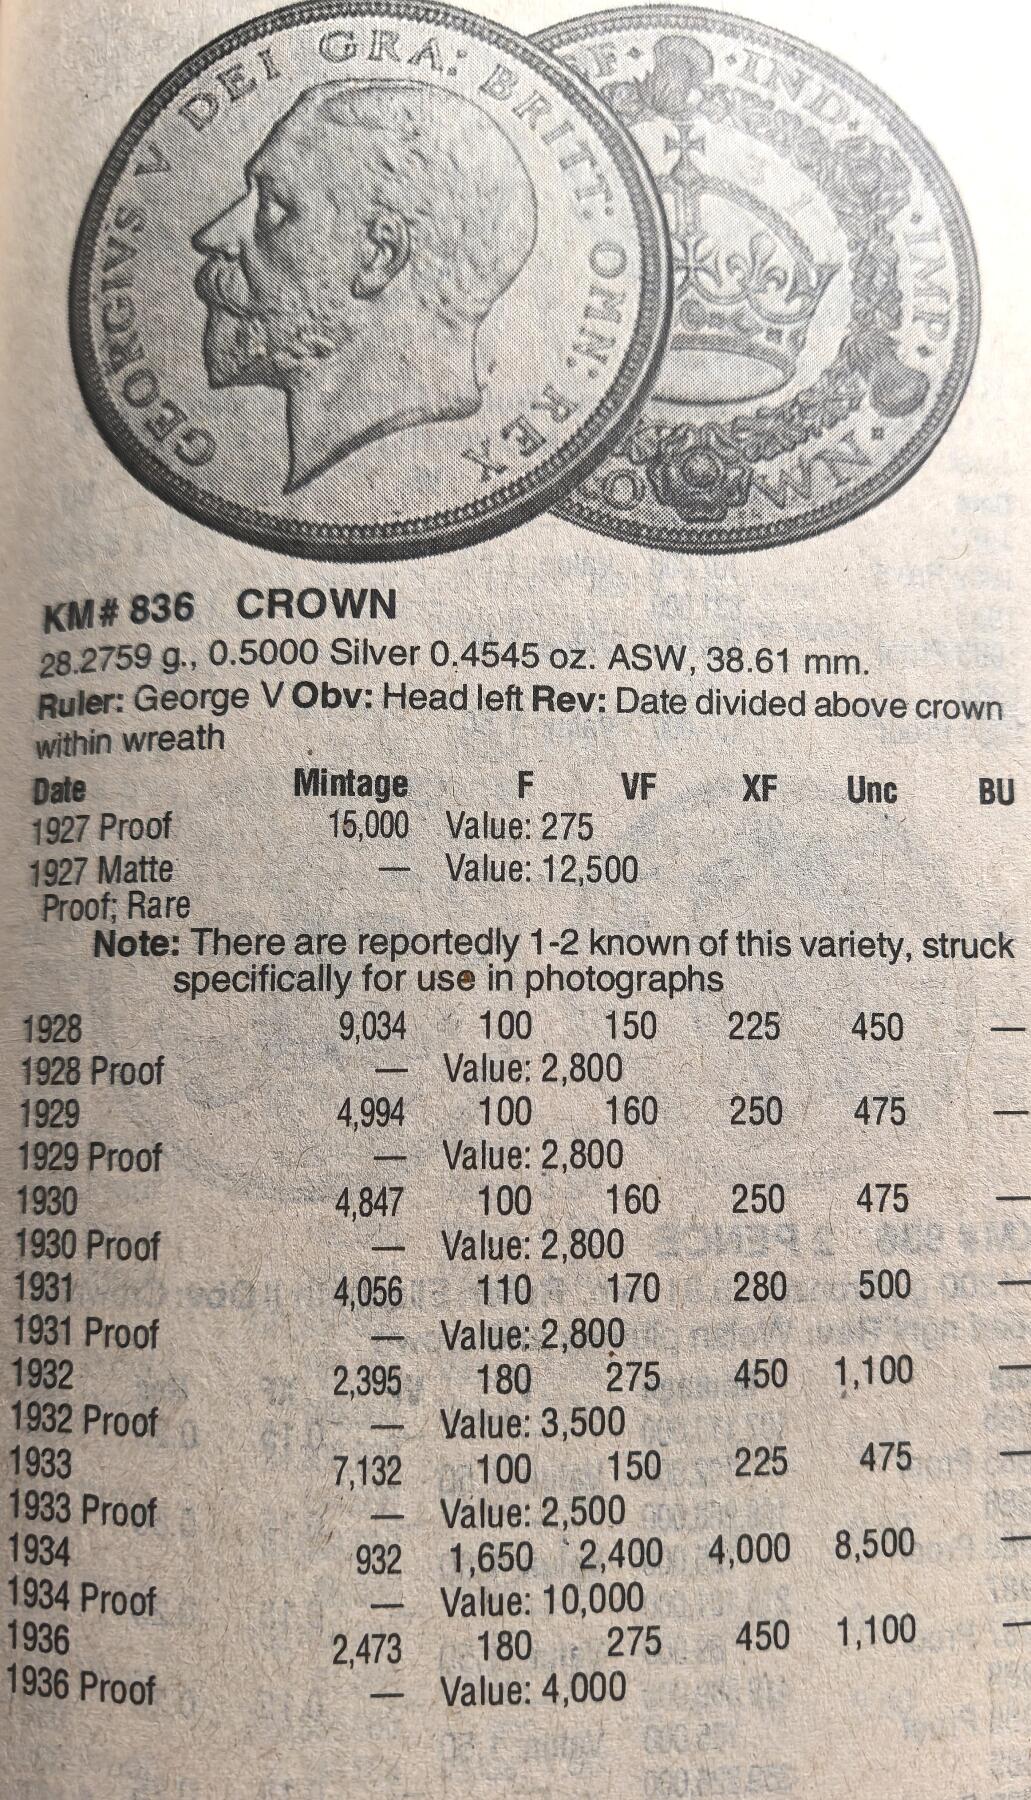 GEORGIVS V DEI GRA: BRITT: OMN: REX
EF· ·IND· ·IMP· ·NM
KM# 836 CROWN
28.2759 g., 0.5000 Silver 0.4545 oz. ASW, 38.61 mm.
Ruler: George V Obv: Head left Rev: Date divided above crown
within wreath
Date Mintage F VF XF Unc BU
1927 Proof 15,000 Value: 275
1927 Matte — Value: 12,500
Proof; Rare
Note: There are reportedly 1-2 known of this variety, struck
specifically for use in photographs
1928 9,034 100 150 225 450 —
1928 Proof — Value: 2,800
1929 4,994 100 160 250 475 —
1929 Proof — Value: 2,800
1930 4,847 100 160 250 475 —
1930 Proof — Value: 2,800
1931 4,056 110 170 280 500 —
1931 Proof — Value: 2,800
1932 2,395 180 275 450 1,100 —
1932 Proof — Value: 3,500
1933 7,132 100 150 225 475 —
1933 Proof — Value: 2,500
1934 932 1,650 2,400 4,000 8,500 —
1934 Proof — Value: 10,000
1936 2,473 180 275 450 1,100 —
1936 Proof — Value: 4,000